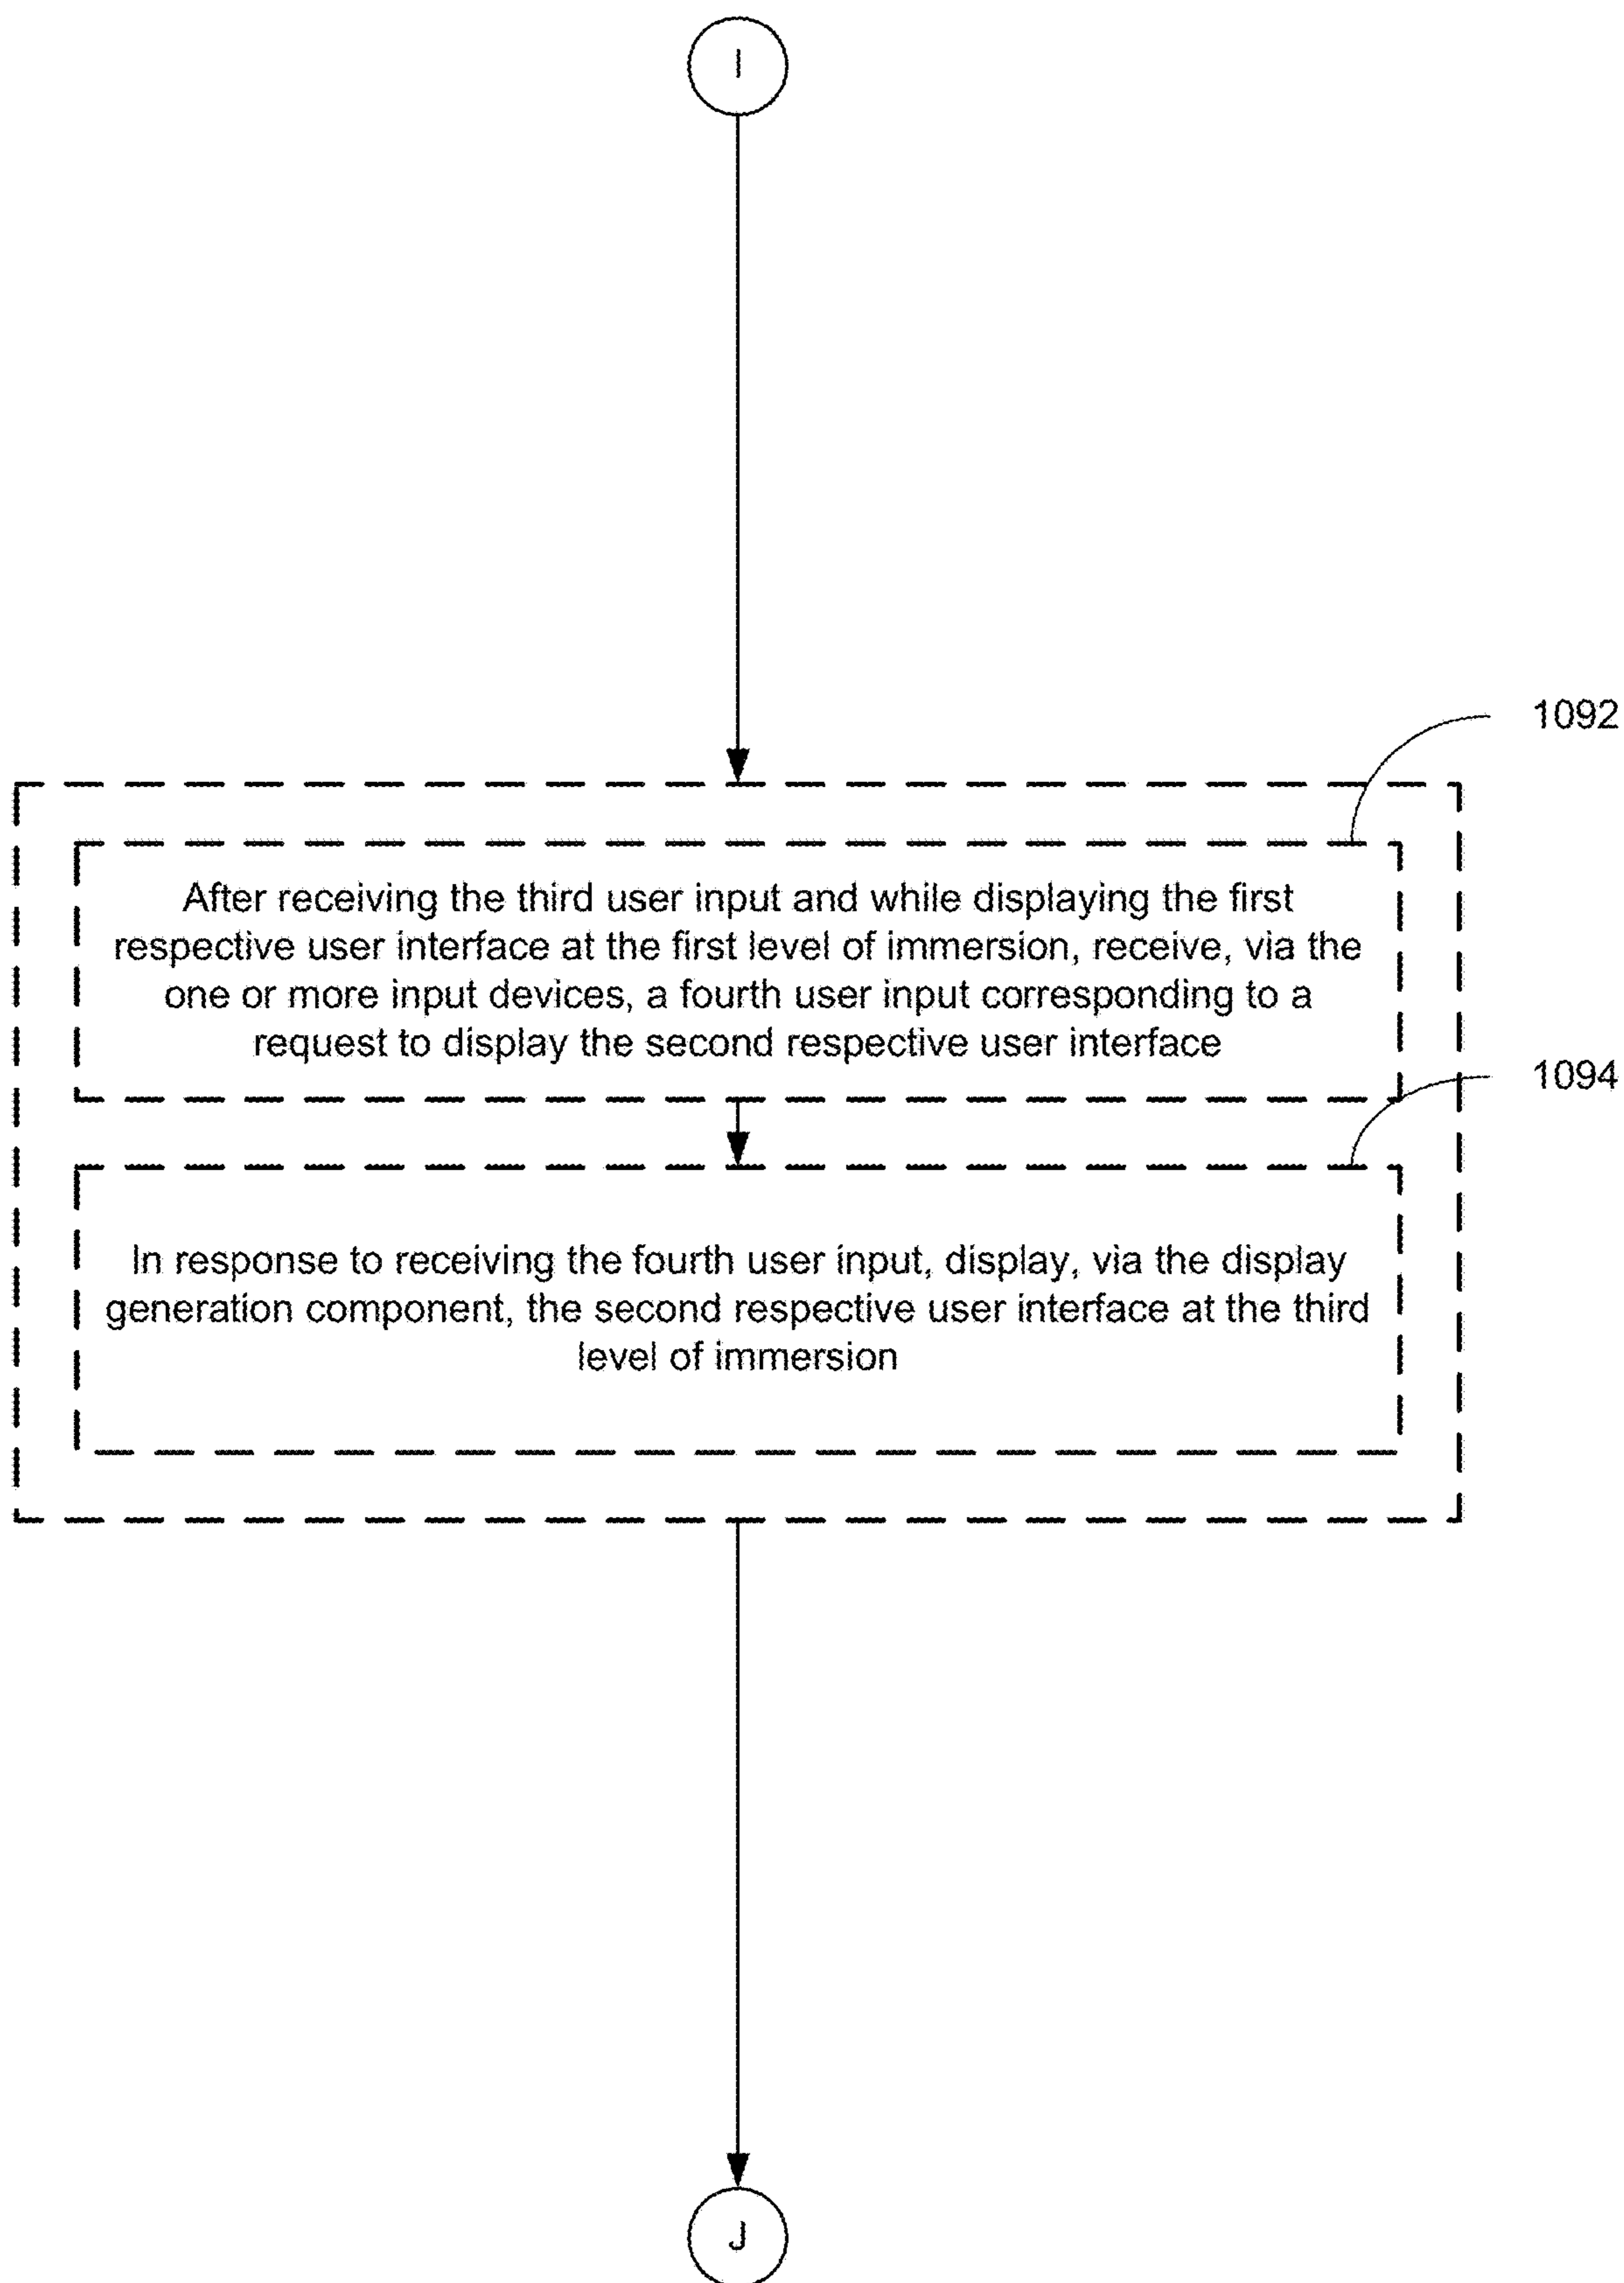 I
1092
After receiving the third user input and while displaying the first
respective user interface at the first level of immersion, receive, via the
one or more input devices, a fourth user input corresponding to a
request to display the second respective user interface
1094
In response to receiving the fourth user input, display, via the display
generation component, the second respective user interface at the third
level of immersion
J